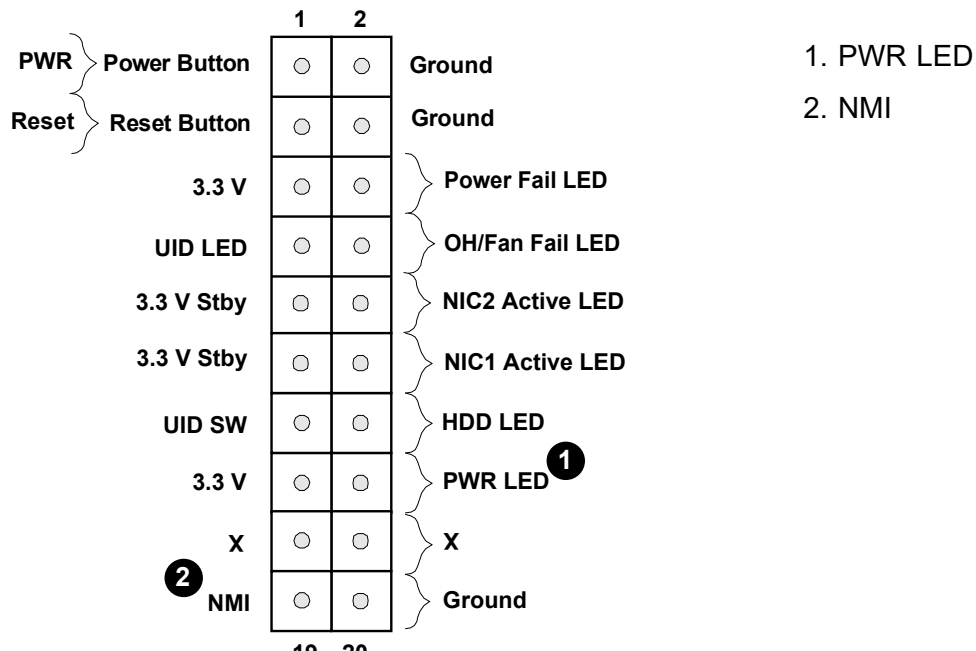 1 2
PWR Power Button Ground 1. PWR LED
Reset Reset Button Ground 2. NMI
3.3 V Power Fail LED
UID LED OH/Fan Fail LED
3.3 V Stby NIC2 Active LED
3.3 V Stby NIC1 Active LED
UID SW HDD LED
3.3 V PWR LED 1
X X
2 NMI Ground
19 20